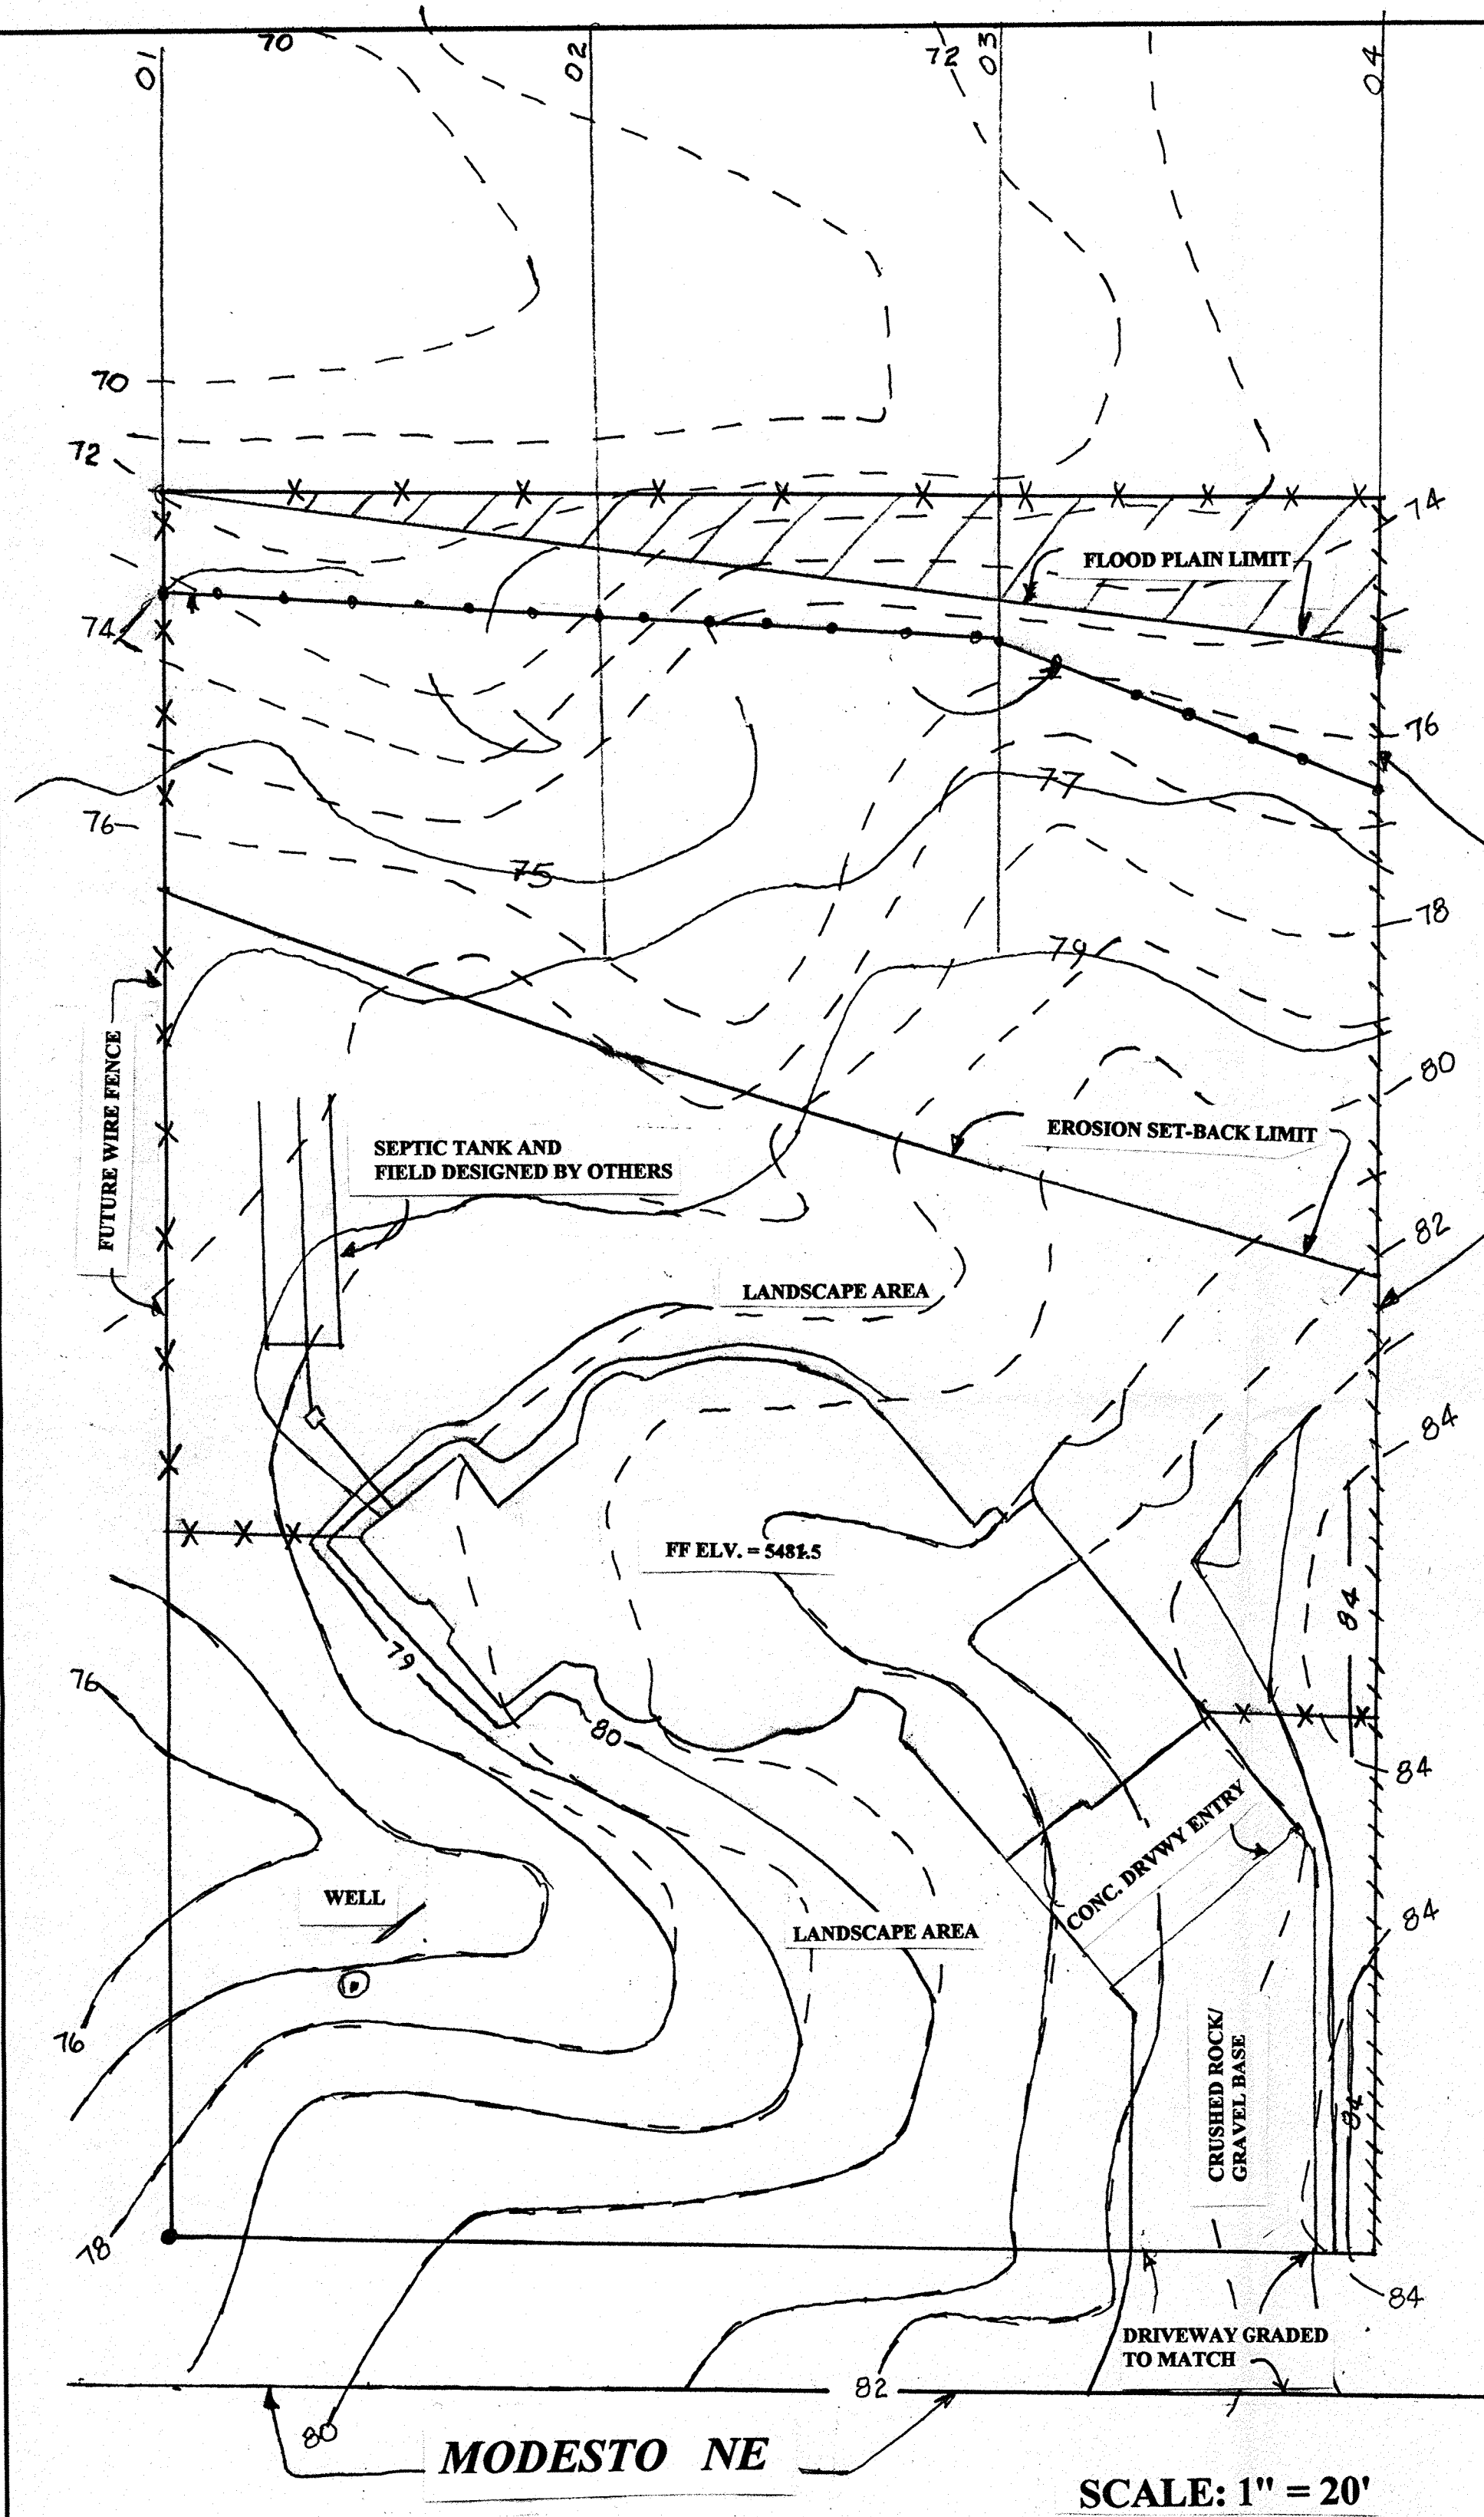 01
70
02
72
03
04
70
72
74
FLOOD PLAIN LIMIT
74
76
77
76
75
78
79
FUTURE WIRE FENCE
80
SEPTIC TANK AND
FIELD DESIGNED BY OTHERS
EROSION SET-BACK LIMIT
82
LANDSCAPE AREA
84
FF ELV. = 5481.5
84
79
76
80
84
CONC. DRVWY ENTRY
WELL
LANDSCAPE AREA
84
76
CRUSHED ROCK/
GRAVEL BASE
84
78
84
DRIVEWAY GRADED
TO MATCH
82
80
MODESTO NE
SCALE: 1" = 20'